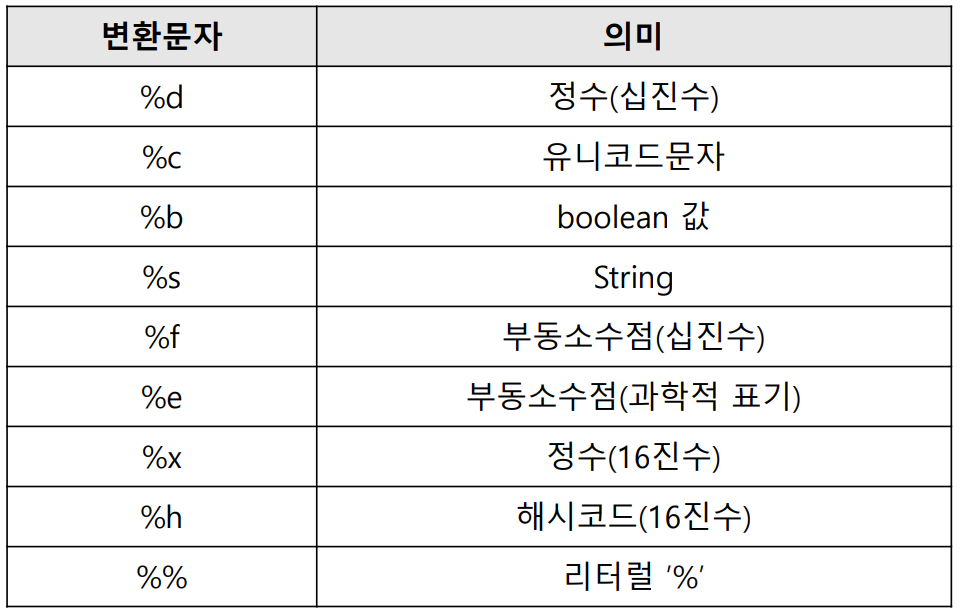 변환문자 의미
%d 정수(십진수)
%c 유니코드문자
%b boolean 값
%s String
%f 부동소수점(십진수)
%e 부동소수점(과학적 표기)
%x 정수(16진수)
%h 해시코드(16진수)
%% 리터럴 '%'